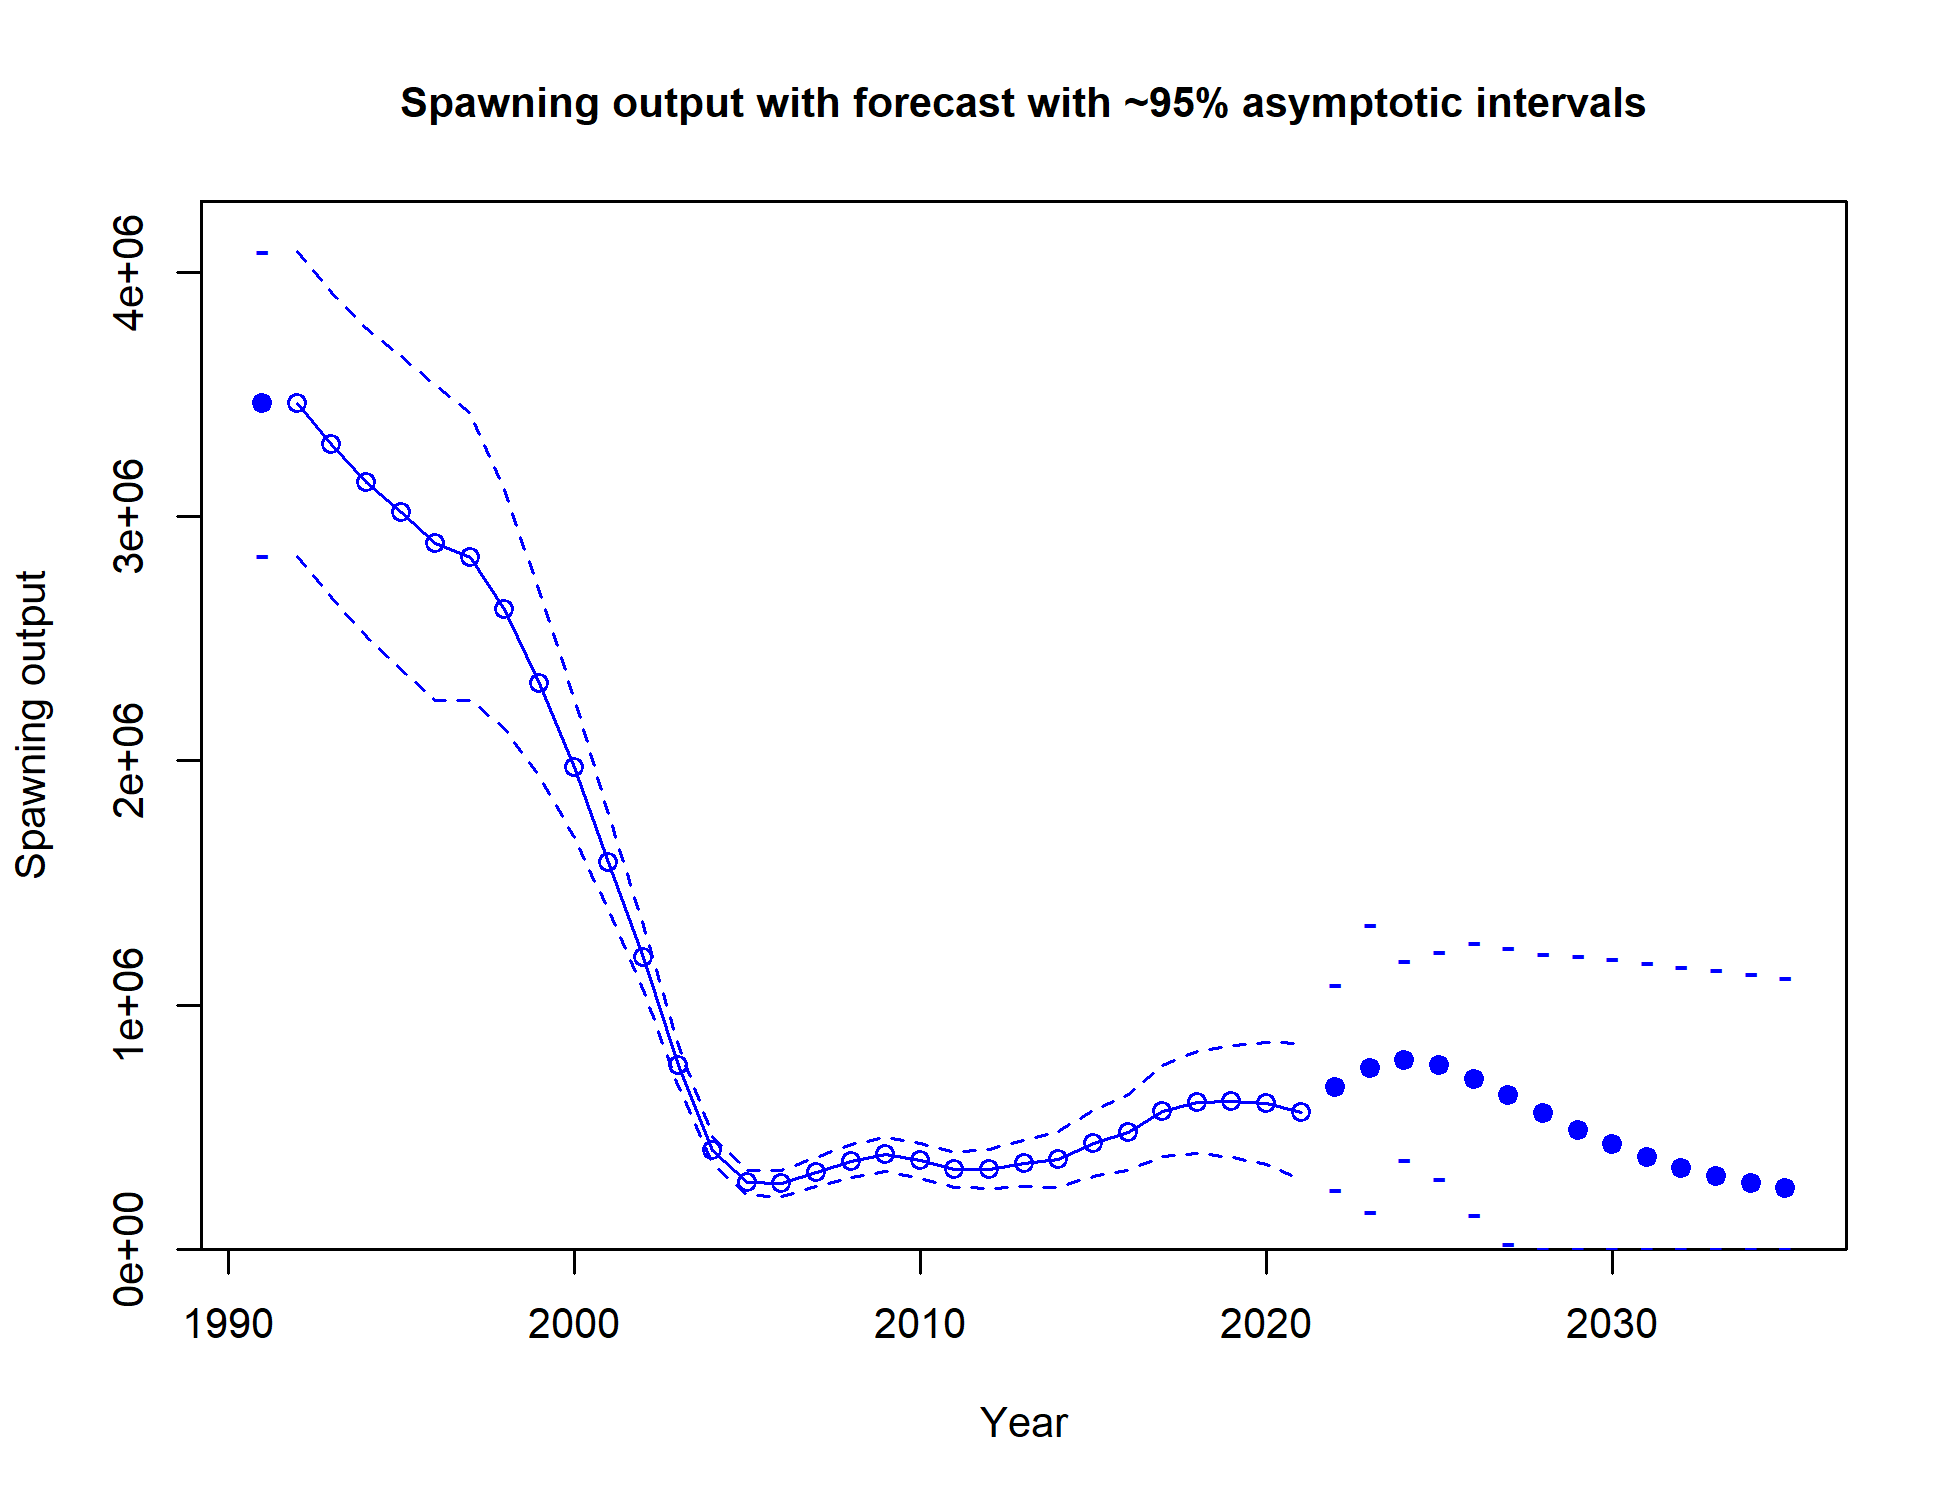 Spawning output with forecast with ~95% asymptotic intervals
Spawning output
4e+06
3e+06
2e+06
1e+06
0e+00
1990 2000 2010 2020 2030
Year